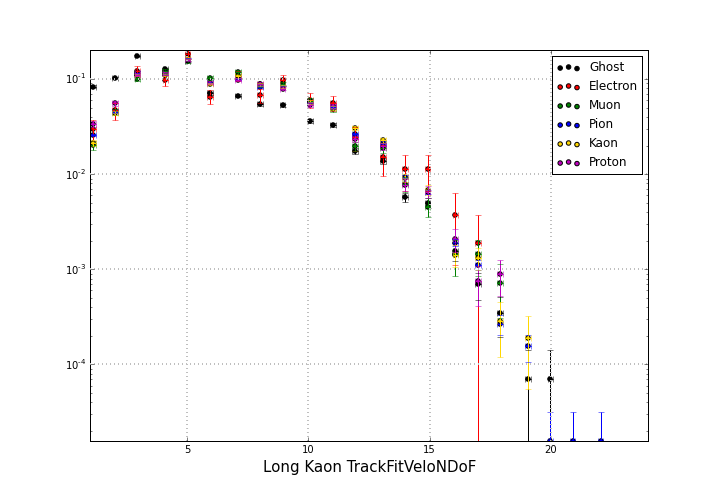 Ghost
Electron
Muon
Pion
Kaon
Proton
10^-1
10^-2
10^-3
10^-4
5 10 15 20
Long Kaon TrackFitVeloNDoF